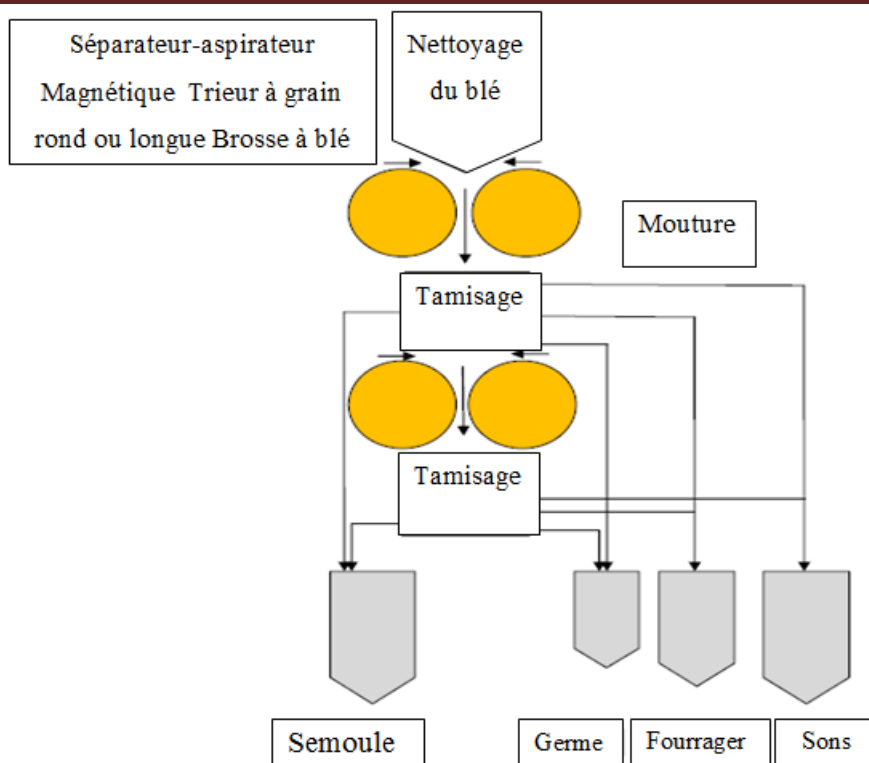 Séparateur-aspirateur
Magnétique Trieur à grain
rond ou longue Brosse à blé
Nettoyage
du blé
Mouture
Tamisage
Tamisage
Semoule
Germe
Fourrager
Sons